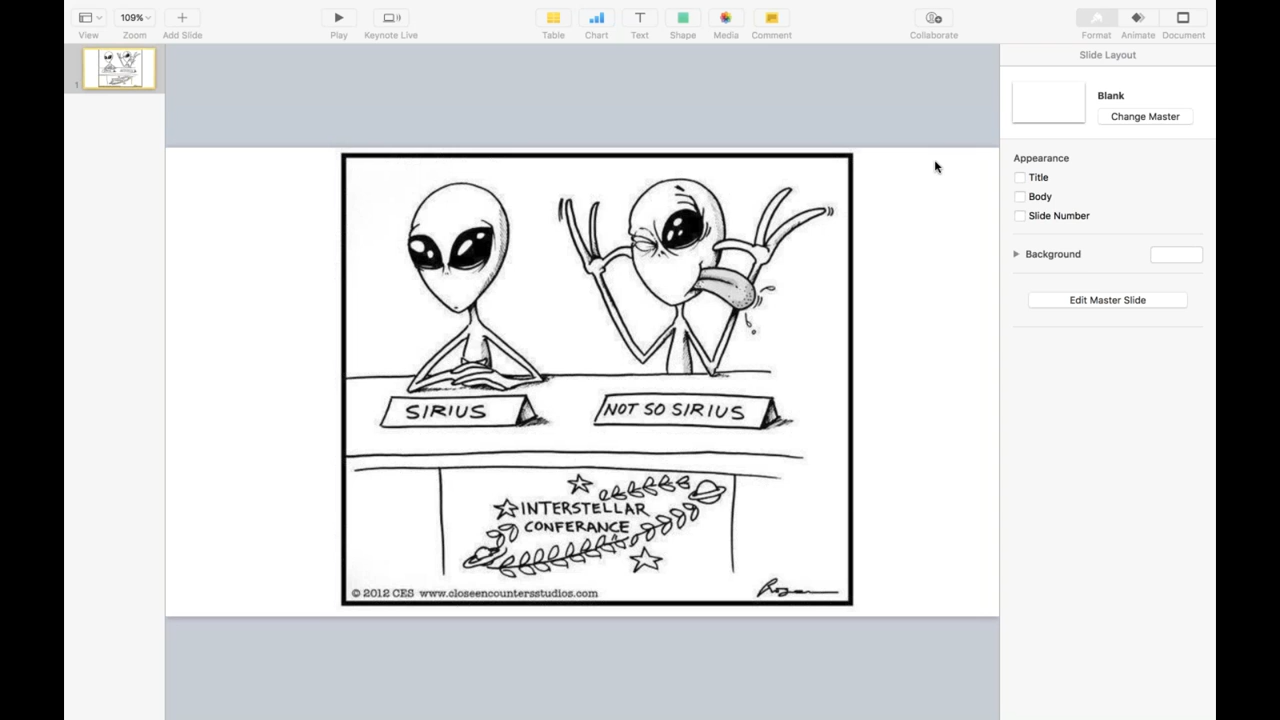 109%
View
Zoom
Add Slide
Play
Keynote Live
Table
Chart
Text
Shape
Media
Comment
Collaborate
Format
Animate
Document
1
Slide Layout
Blank
Change Master
Appearance
Title
Body
Slide Number
Background
Edit Master Slide
SIRIUS
NOT SO SIRIUS
INTERSTELLAR
CONFERANCE
© 2012 CES www.closeencountersstudios.com